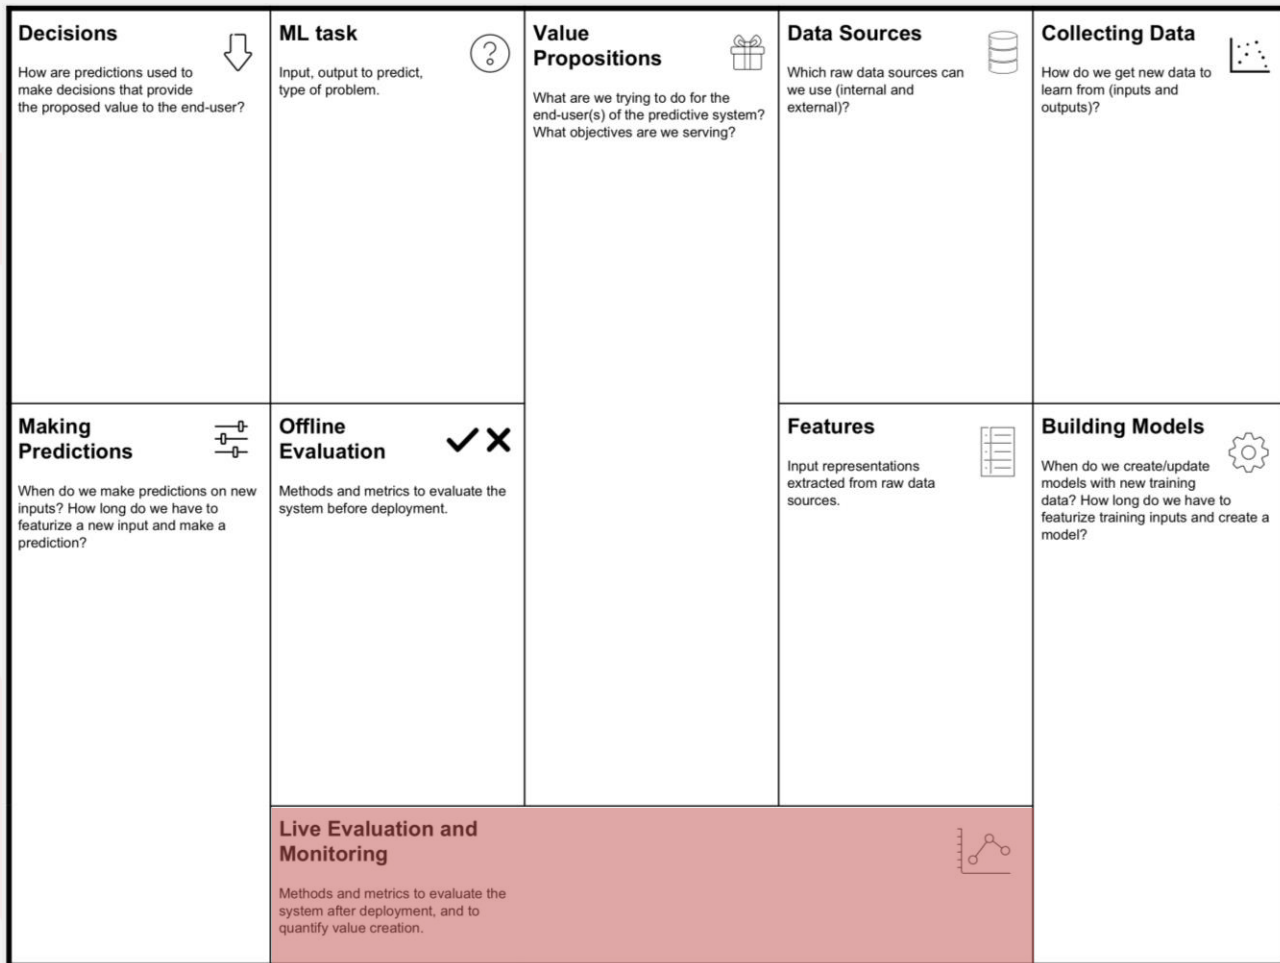 Decisions
How are predictions used to
make decisions that provide
the proposed value to the end-user?
ML task
Input, output to predict,
type of problem.
Value
Propositions
What are we trying to do for the
end-user(s) of the predictive system?
What objectives are we serving?
Data Sources
Which raw data sources can
we use (internal and
external)?
Collecting Data
How do we get new data to
learn from (inputs and
outputs)?
Making
Predictions
When do we make predictions on new
inputs? How long do we have to
featurize a new input and make a
prediction?
Offline
Evaluation
Methods and metrics to evaluate the
system before deployment.
Features
Input representations
extracted from raw data
sources.
Building Models
When do we create/update
models with new training
data? How long do we have to
featurize training inputs and create a
model?
Live Evaluation and
Monitoring
Methods and metrics to evaluate the
system after deployment, and to
quantify value creation.